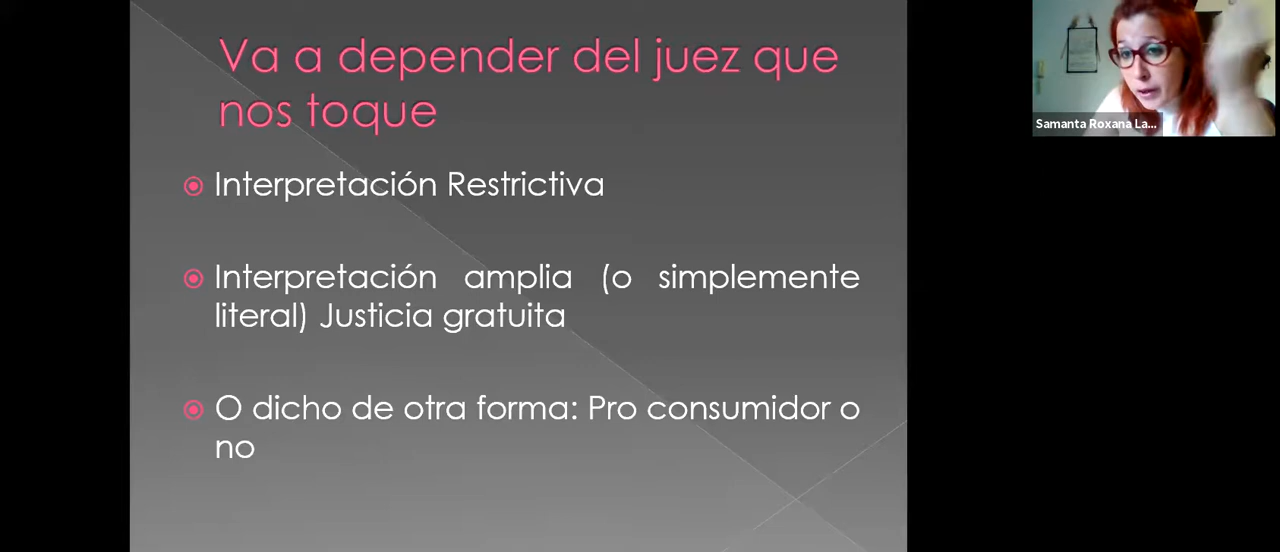 Va a depender del juez que
nos toque
Interpretación Restrictiva
Interpretación amplia (o simplemente
literal) Justicia gratuita
O dicho de otra forma: Pro consumidor o
no
Samanta Roxana La...